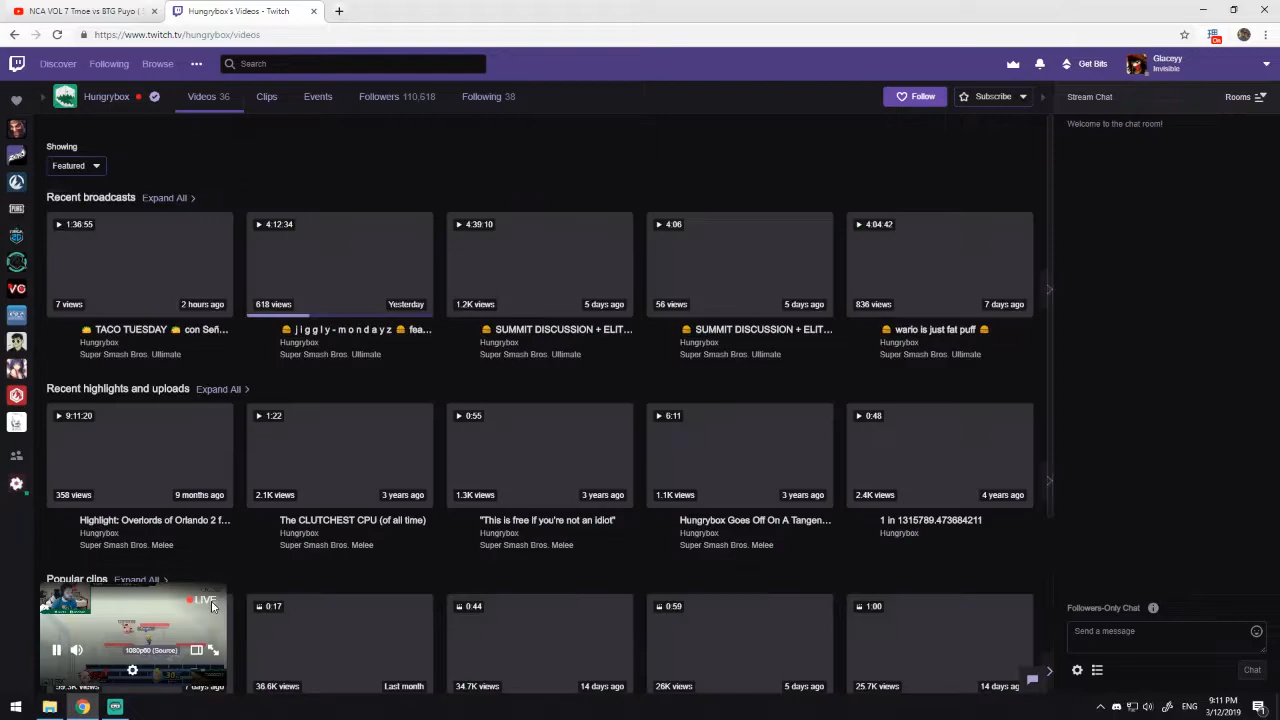 NCA VOL 7 Tmoe vs BTG Puyo (
Hungrybox's Videos - Twitch
https://www.twitch.tv/hungrybox/videos
Discover
Following
Browse
Search
Get Bits
Glaceyy
Invisible
Hungrybox
Videos 36
Clips
Events
Followers 110,618
Following 38
Follow
Subscribe
Stream Chat
Rooms
Welcome to the chat room!
Showing
Featured
Recent broadcasts Expand All
1:36:55
4:12:34
4:39:10
4:06
4:04:42
7 views
2 hours ago
618 views
Yesterday
1.2K views
5 days ago
56 views
5 days ago
836 views
7 days ago
🌮 TACO TUESDAY 🌮 con Señ...
🍔 j i g g l y - m o n d a y z 🍔 fea...
🍔 SUMMIT DISCUSSION + ELIT...
🍔 SUMMIT DISCUSSION + ELIT...
🍔 wario is just fat puff 🍔
Hungrybox
Hungrybox
Hungrybox
Hungrybox
Hungrybox
Super Smash Bros. Ultimate
Super Smash Bros. Ultimate
Super Smash Bros. Ultimate
Super Smash Bros. Ultimate
Super Smash Bros. Ultimate
Recent highlights and uploads Expand All
9:11:20
1:22
0:55
6:11
0:48
358 views
9 months ago
2.1K views
3 years ago
1.3K views
3 years ago
1.1K views
3 years ago
2.4K views
4 years ago
Highlight: Overlords of Orlando 2 f...
The CLUTCHEST CPU (of all time)
"This is free if you're not an idiot"
Hungrybox Goes Off On A Tangen...
1 in 1315789.473684211
Hungrybox
Hungrybox
Hungrybox
Hungrybox
Hungrybox
Super Smash Bros. Melee
Super Smash Bros. Melee
Super Smash Bros. Melee
Super Smash Bros. Melee
Popular clips Expand All
LIVE
0:17
0:44
0:59
1:00
Followers-Only Chat
Send a message
1080p60 (Source)
Chat
7 days ago
36.6K views
Last month
34.7K views
14 days ago
26K views
5 days ago
25.7K views
14 days
VC
ENG
9:11 PM
3/12/2019